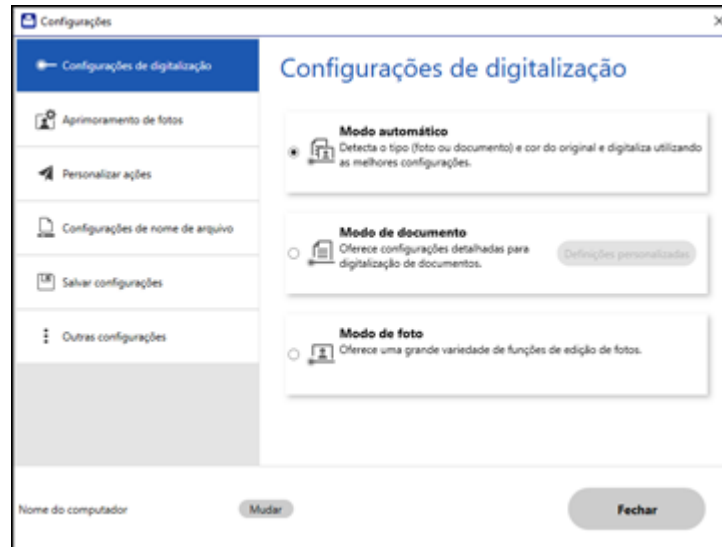 Configurações
Configurações de digitalização
Aprimoramento de fotos
Personalizar ações
Configurações de nome de arquivo
Salvar configurações
Outras configurações
Configurações de digitalização
Modo automático
Detecta o tipo (foto ou documento) e cor do original e digitaliza utilizando
as melhores configurações.
Modo de documento
Oferece configurações detalhadas para
digitalização de documentos.
Definições personalizadas
Modo de foto
Oferece uma grande variedade de funções de edição de fotos.
Nome do computador
Mudar
Fechar